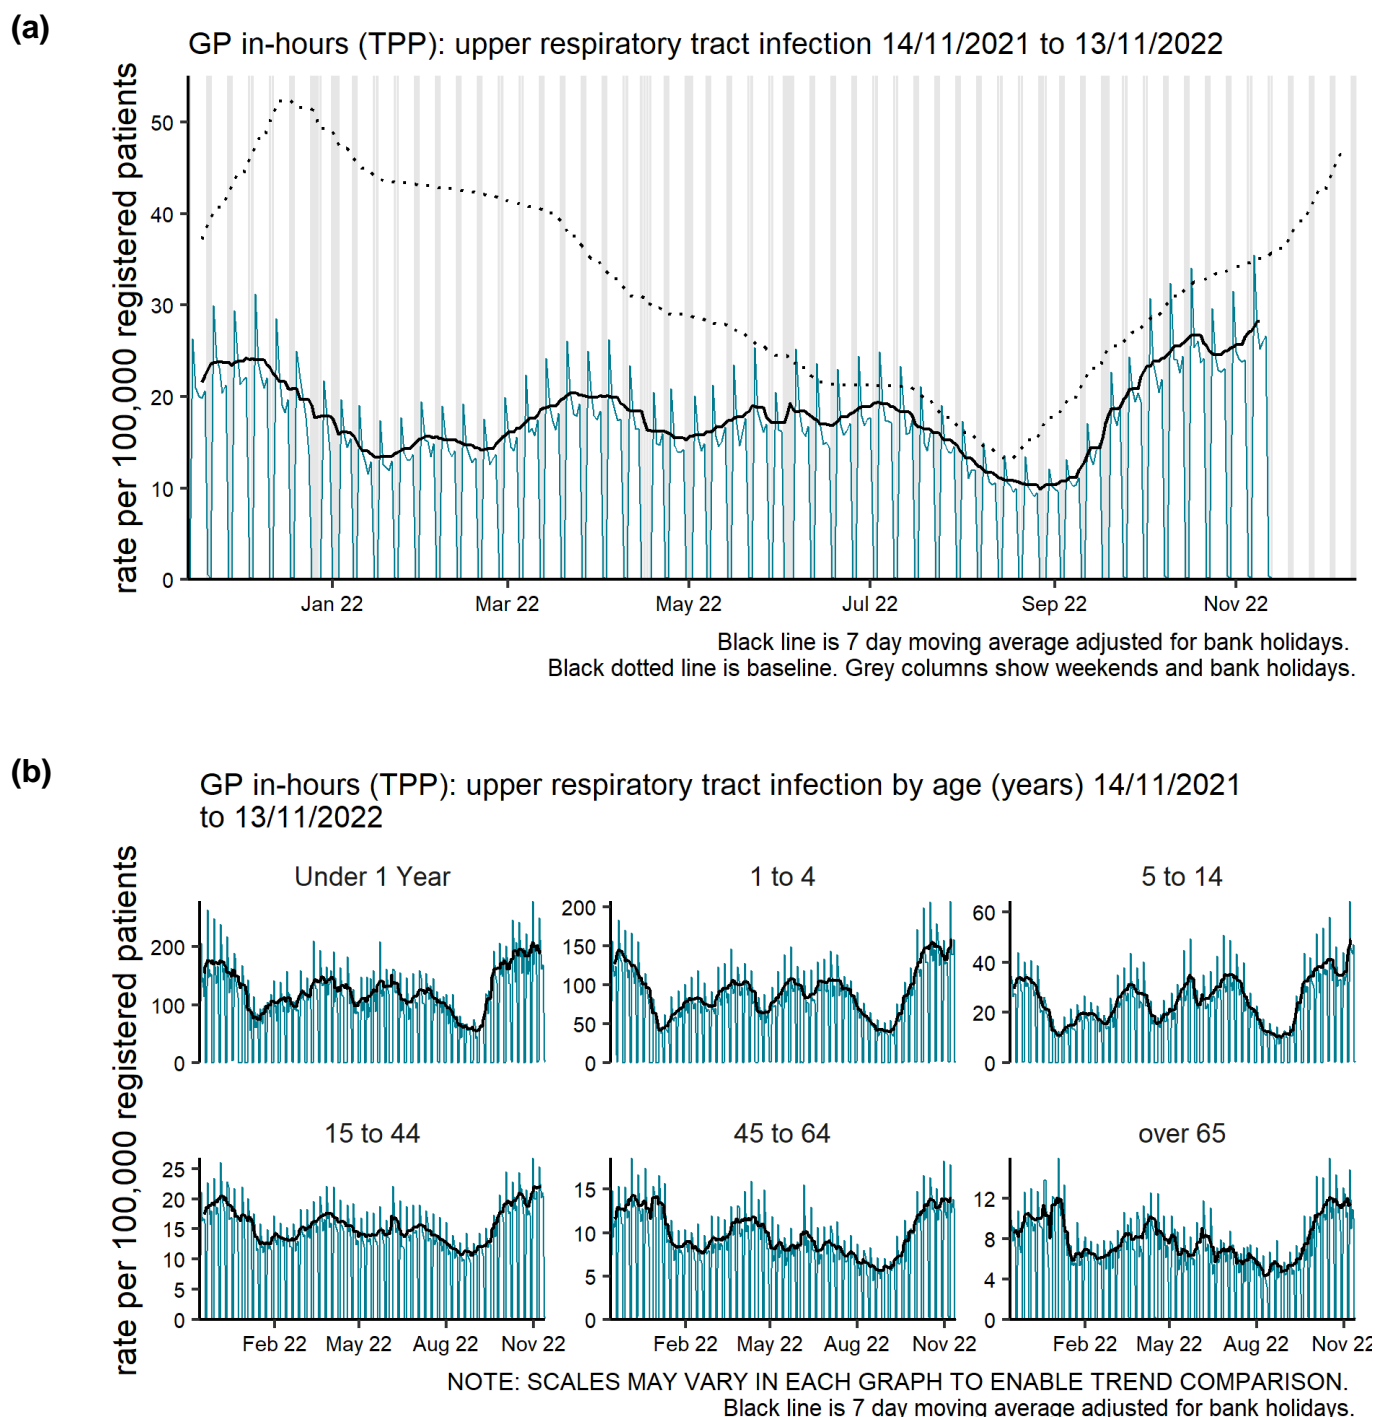 (a)
GP in-hours (TPP): upper respiratory tract infection 14/11/2021 to 13/11/2022
rate per 100,000 registered patients
50
40
30
20
10
0
Jan 22 Mar 22 May 22 Jul 22 Sep 22 Nov 22
Black line is 7 day moving average adjusted for bank holidays.
Black dotted line is baseline. Grey columns show weekends and bank holidays.
(b)
GP in-hours (TPP): upper respiratory tract infection by age (years) 14/11/2021
to 13/11/2022
rate per 100,000 registered patients
Under 1 Year
200
100
0
1 to 4
200
150
100
50
0
5 to 14
60
40
20
0
15 to 44
25
20
15
10
5
0
Feb 22 May 22 Aug 22 Nov 22
45 to 64
15
10
5
0
Feb 22 May 22 Aug 22 Nov 22
over 65
12
8
4
0
Feb 22 May 22 Aug 22 Nov 22
NOTE: SCALES MAY VARY IN EACH GRAPH TO ENABLE TREND COMPARISON.
Black line is 7 day moving average adjusted for bank holidays.